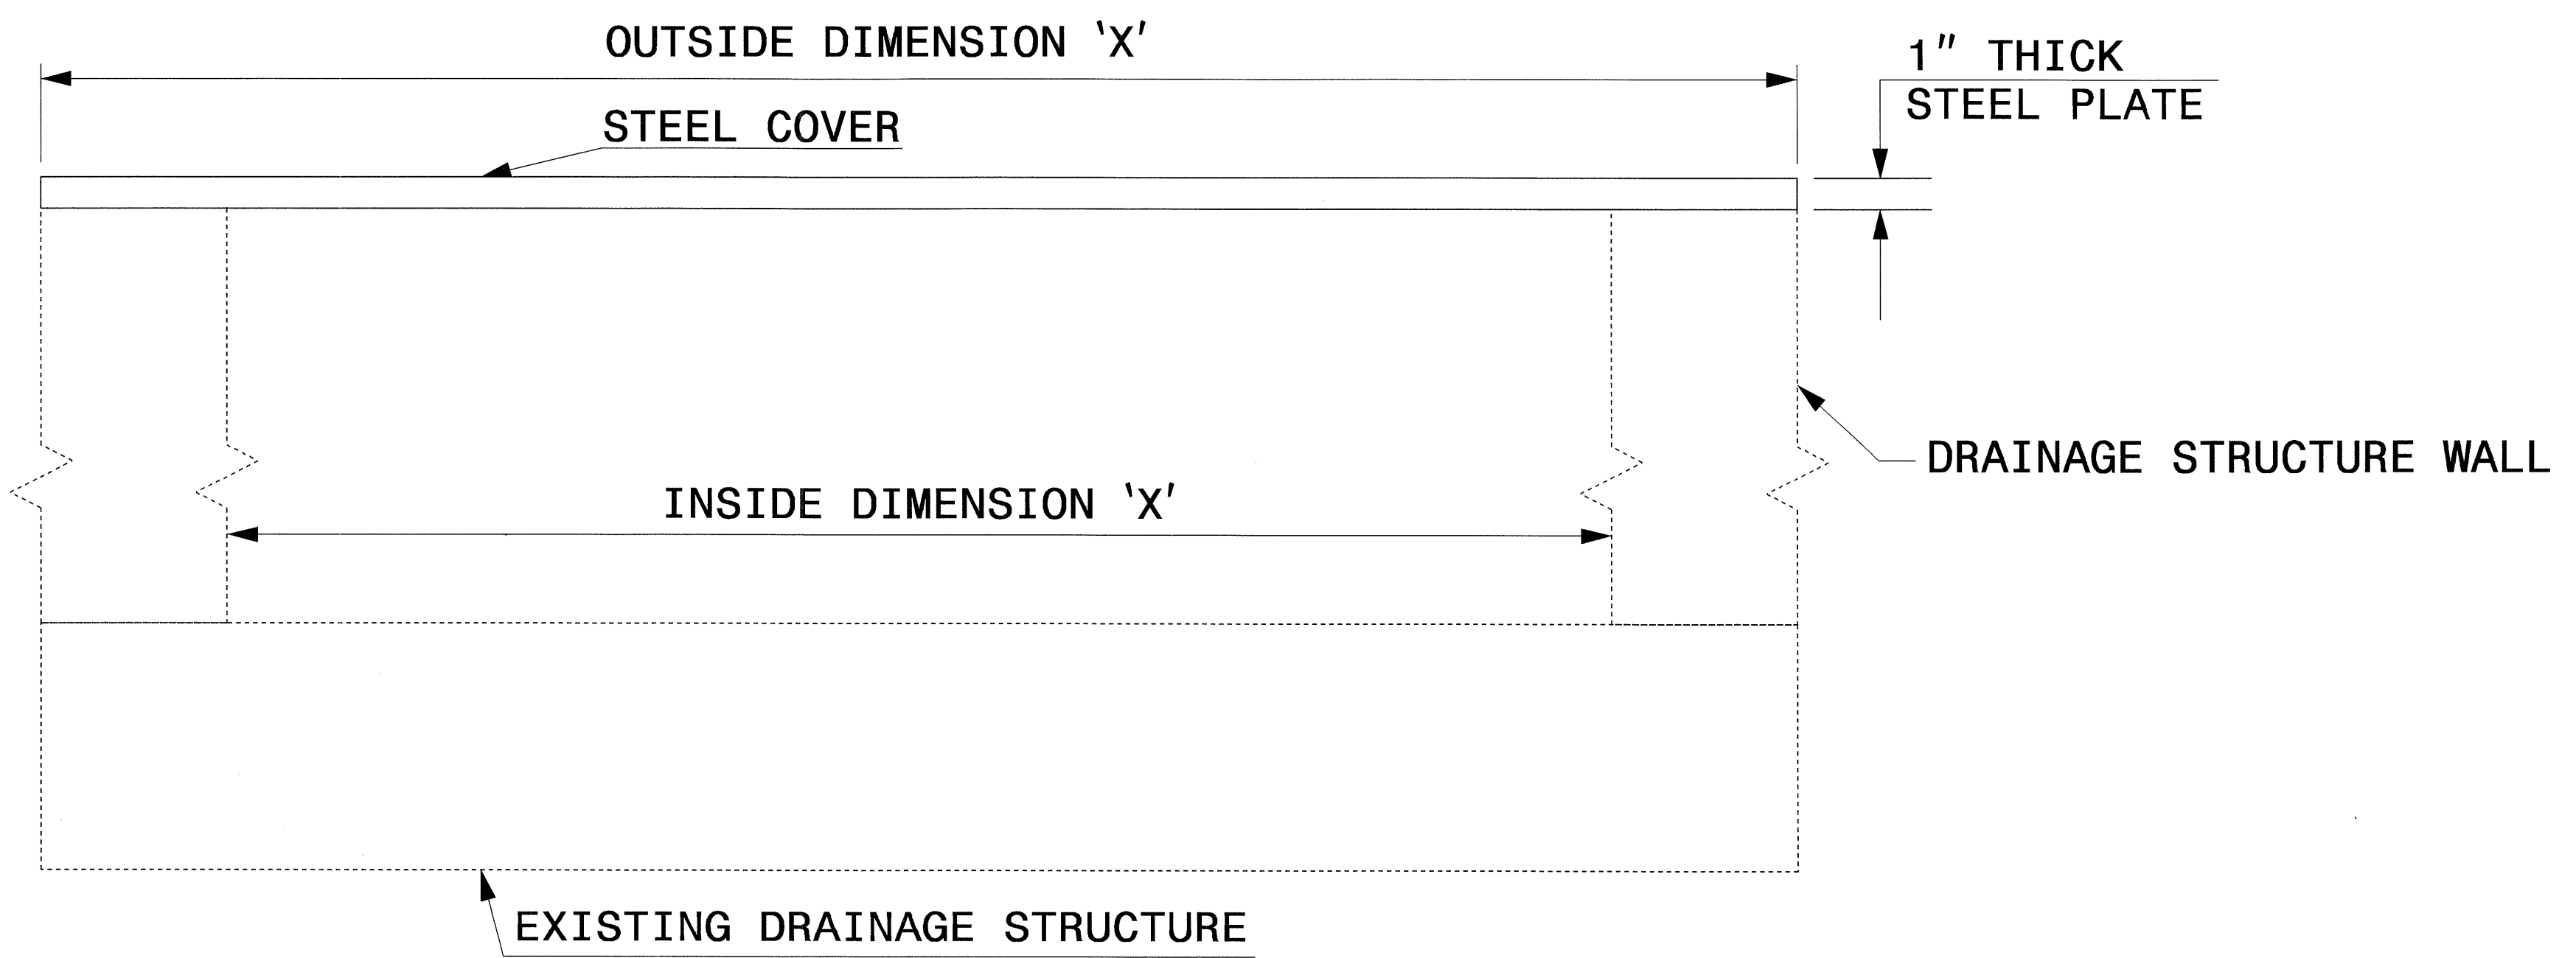 OUTSIDE DIMENSION ‘X’
1″ THICK
STEEL PLATE
STEEL COVER
DRAINAGE STRUCTURE WALL
INSIDE DIMENSION ‘X’
EXISTING DRAINAGE STRUCTURE